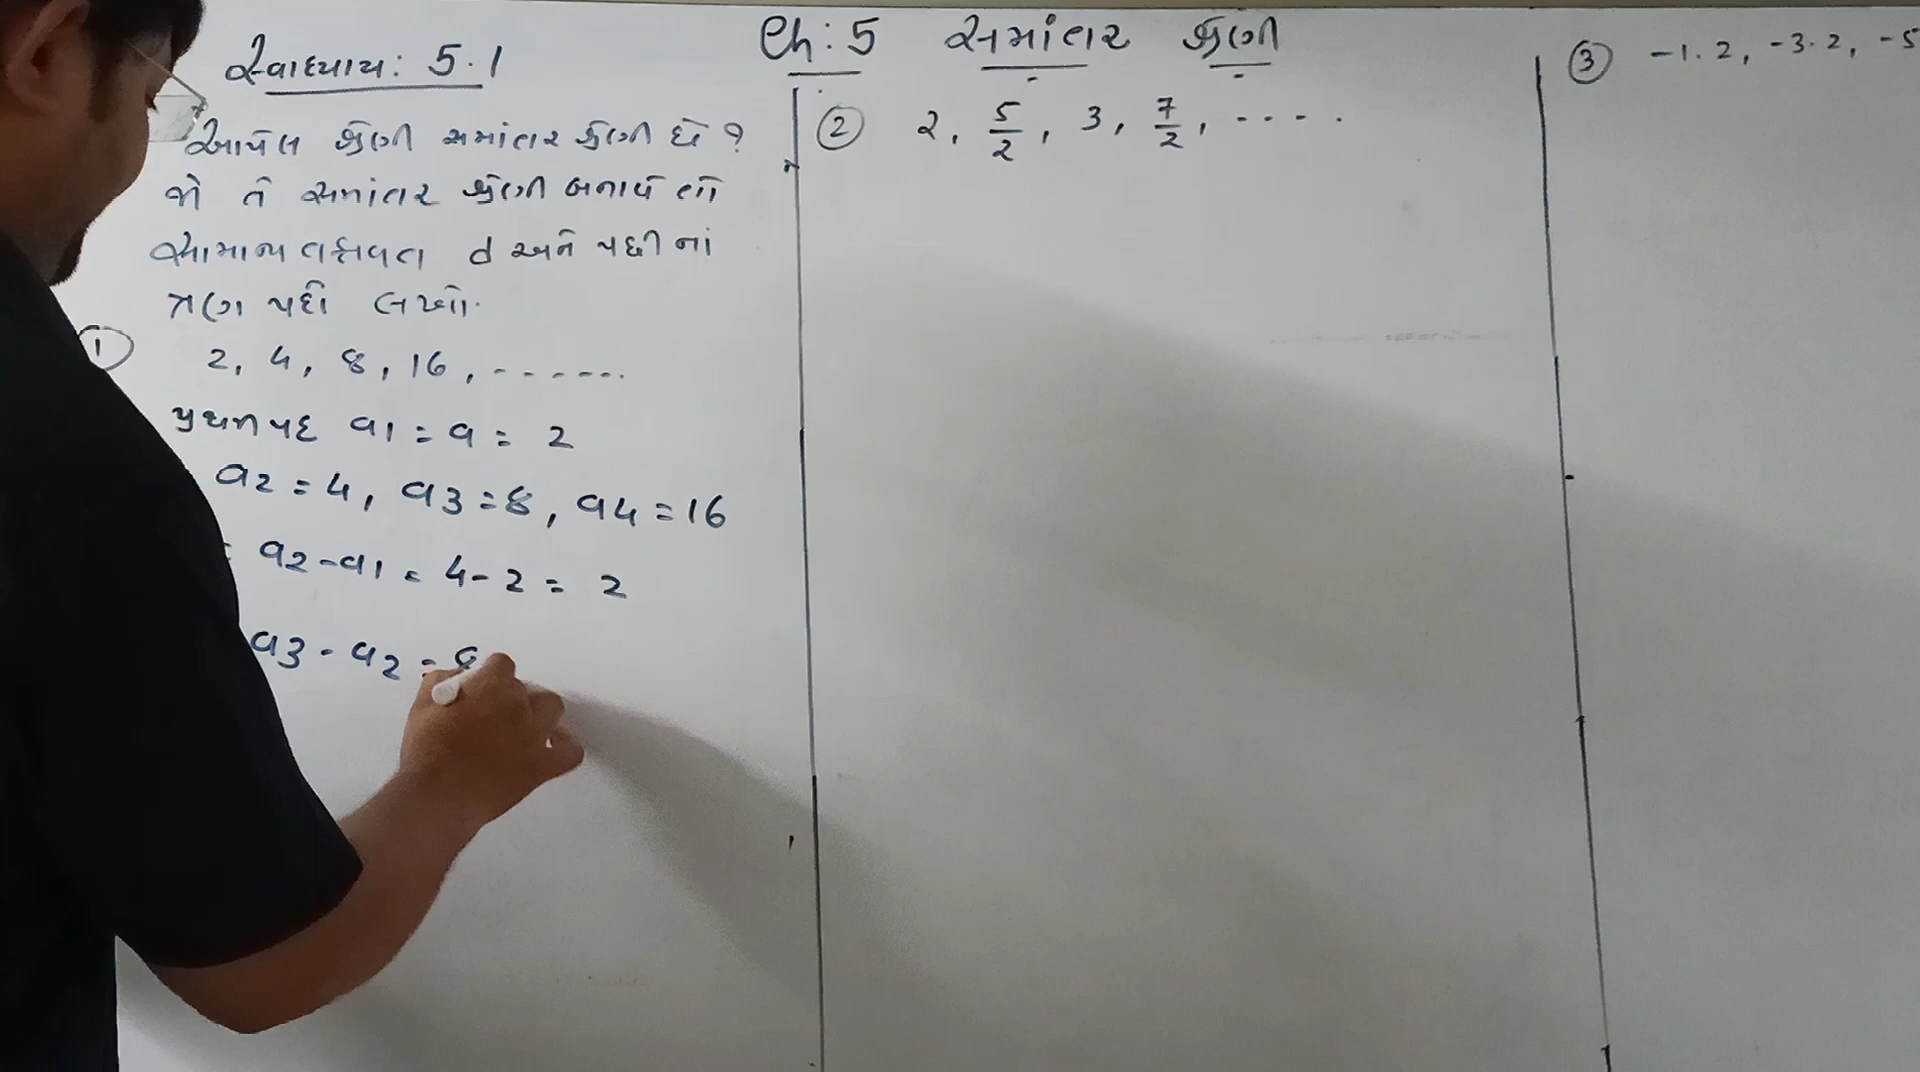 Ch: 5 સમાંતર શ્રેણી
સ્વાધ્યાય: 5.1
આપેલ શ્રેણી સમાંતર શ્રેણી છે ?
જો તે સમાંતર શ્રેણી બનાવે તો
સામાન્ય તફાવત d અને પછી નાં
ત્રણ પદો લખો.
① 2, 4, 8, 16, ------.
પ્રથમ પદ a1 = a = 2
a2 = 4, a3 = 8, a4 = 16
a2 - a1 = 4 - 2 = 2
a3 - a2 = 8
② 2, 5/2, 3, 7/2, ----.
③ -1.2, -3.2, -5